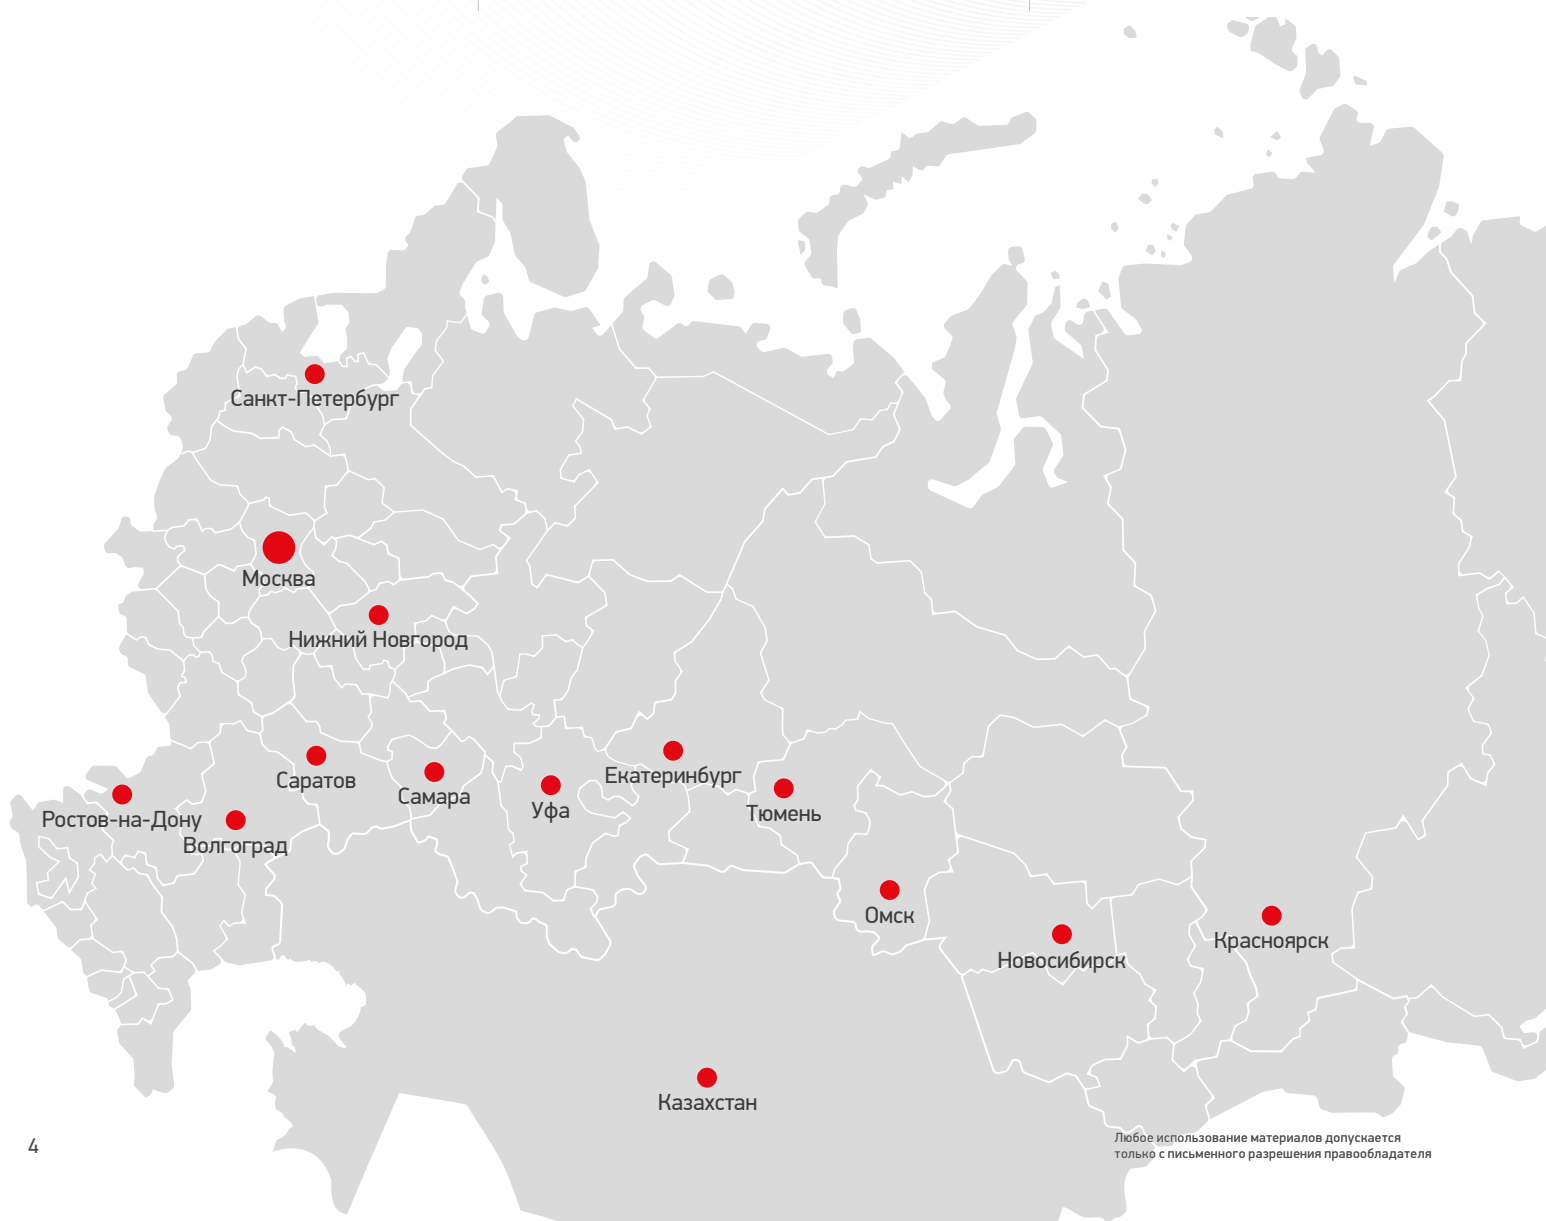 Санкт-Петербург
Москва
Нижний Новгород
Екатеринбург
Саратов
Самара
Уфа
Тюмень
Ростов-на-Дону
Волгоград
Омск
Красноярск
Новосибирск
Казахстан
4
Любое использование материалов допускается
только с письменного разрешения правообладателя